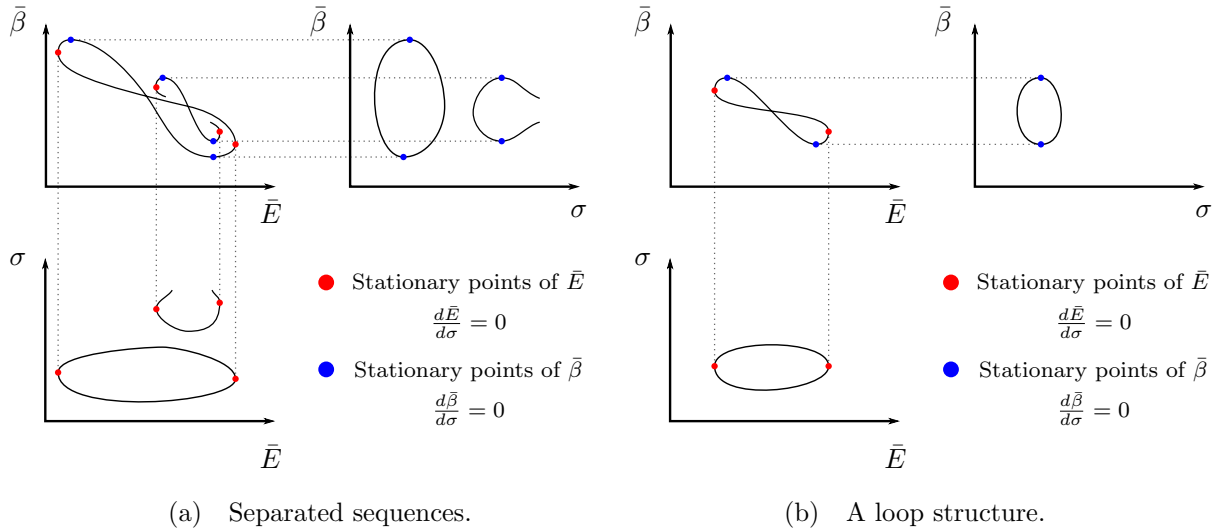 β̄
Ē
β̄
σ
σ
Ē
Stationary points of Ē
dĒ/dσ = 0
Stationary points of β̄
dβ̄/dσ = 0
(a) Separated sequences.
β̄
Ē
β̄
σ
σ
Ē
Stationary points of Ē
dĒ/dσ = 0
Stationary points of β̄
dβ̄/dσ = 0
(b) A loop structure.